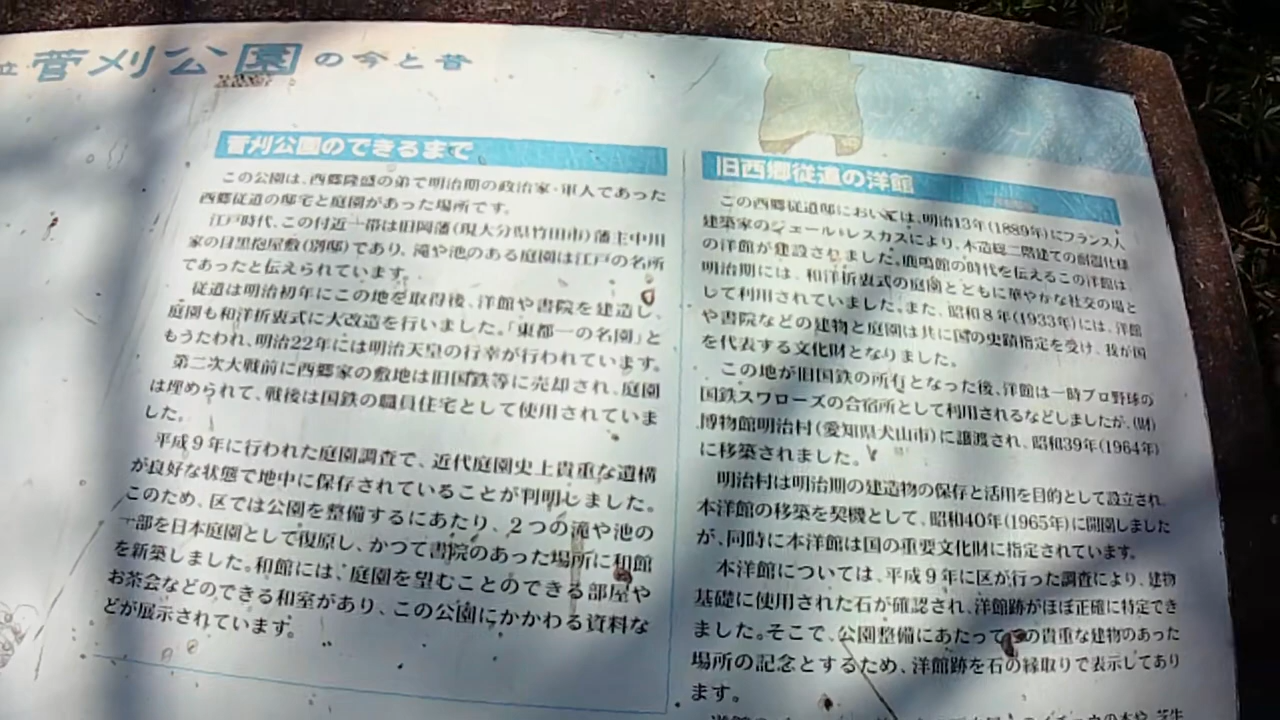 立 菅刈公園の今と昔
菅刈公園のできるまで
この公園は、西郷隆盛の弟で明治期の政治家・軍人であった
西郷従道の邸宅と庭園があった場所です。
江戸時代、この付近一帯は旧岡藩(現大分県竹田市)藩主中川
家の目黒抱屋敷(別邸)であり、滝や池のある庭園は江戸の名所
であったと伝えられています。
従道は明治初年にこの地を取得後、洋館や書院を建造し、
庭園も和洋折衷式に大改造を行いました。「東都一の名園」と
もうたわれ、明治22年には明治天皇の行幸が行われています。
第二次大戦前に西郷家の敷地は旧国鉄等に売却され、庭園
は埋められて、戦後は国鉄の職員住宅として使用されていま
した。
平成9年に行われた庭園調査で、近代庭園史上貴重な遺構
が良好な状態で地中に保存されていることが判明しました。
このため、区では公園を整備するにあたり、2つの滝や池の
一部を日本庭園として復原し、かつて書院のあった場所に和館
を新築しました。和館には、庭園を望むことのできる部屋や
お茶会などのできる和室があり、この公園にかかわる資料な
どが展示されています。
旧西郷従道の洋館
この西郷従道邸においては、明治13年(1889年)にフランス人
建築家のジェール・レスカスにより、木造総二階建ての耐震仕様
の洋館が建設されました。鹿鳴館の時代を伝えるこの洋館は、
明治期には、和洋折衷式の庭園とともに華やかな社交の場と
して利用されていました。また、昭和8年(1933年)には、洋館
や書院などの建物と庭園は共に国の史蹟指定を受け、我が国
を代表する文化財となりました。
この地が旧国鉄の所有となった後、洋館は一時プロ野球の
国鉄スワローズの合宿所として利用されるなどしましたが、(財)
博物館明治村(愛知県犬山市)に譲渡され、昭和39年(1964年)
に移築されました。
明治村は明治期の建造物の保存と活用を目的として設立され、
本洋館の移築を契機として、昭和40年(1965年)に開園しました
が、同時に本洋館は国の重要文化財に指定されています。
本洋館については、平成9年に区が行った調査により、建物
基礎に使用された石が確認され、洋館跡がほぼ正確に特定でき
ました。そこで、公園整備にあたって の貴重な建物のあった
場所の記念とするため、洋館跡を石の縁取りで表示してあり
ます。